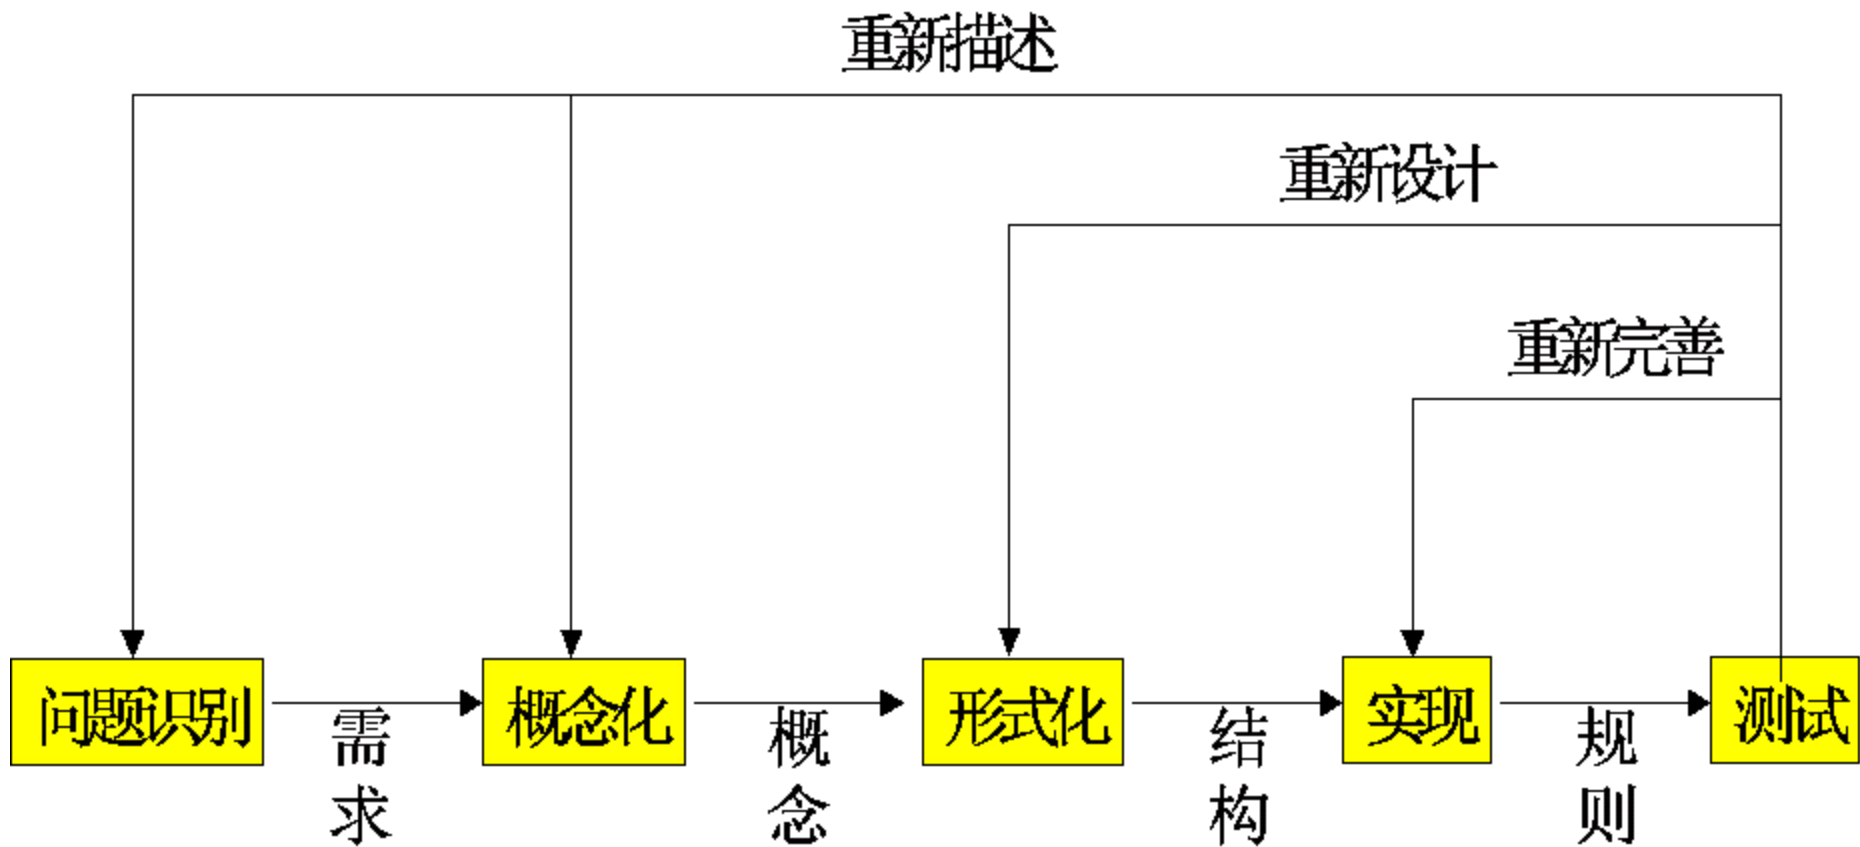 重新描述
重新设计
重新完善
问题识别
需求
概念化
概念
形式化
结构
实现
规则
测试